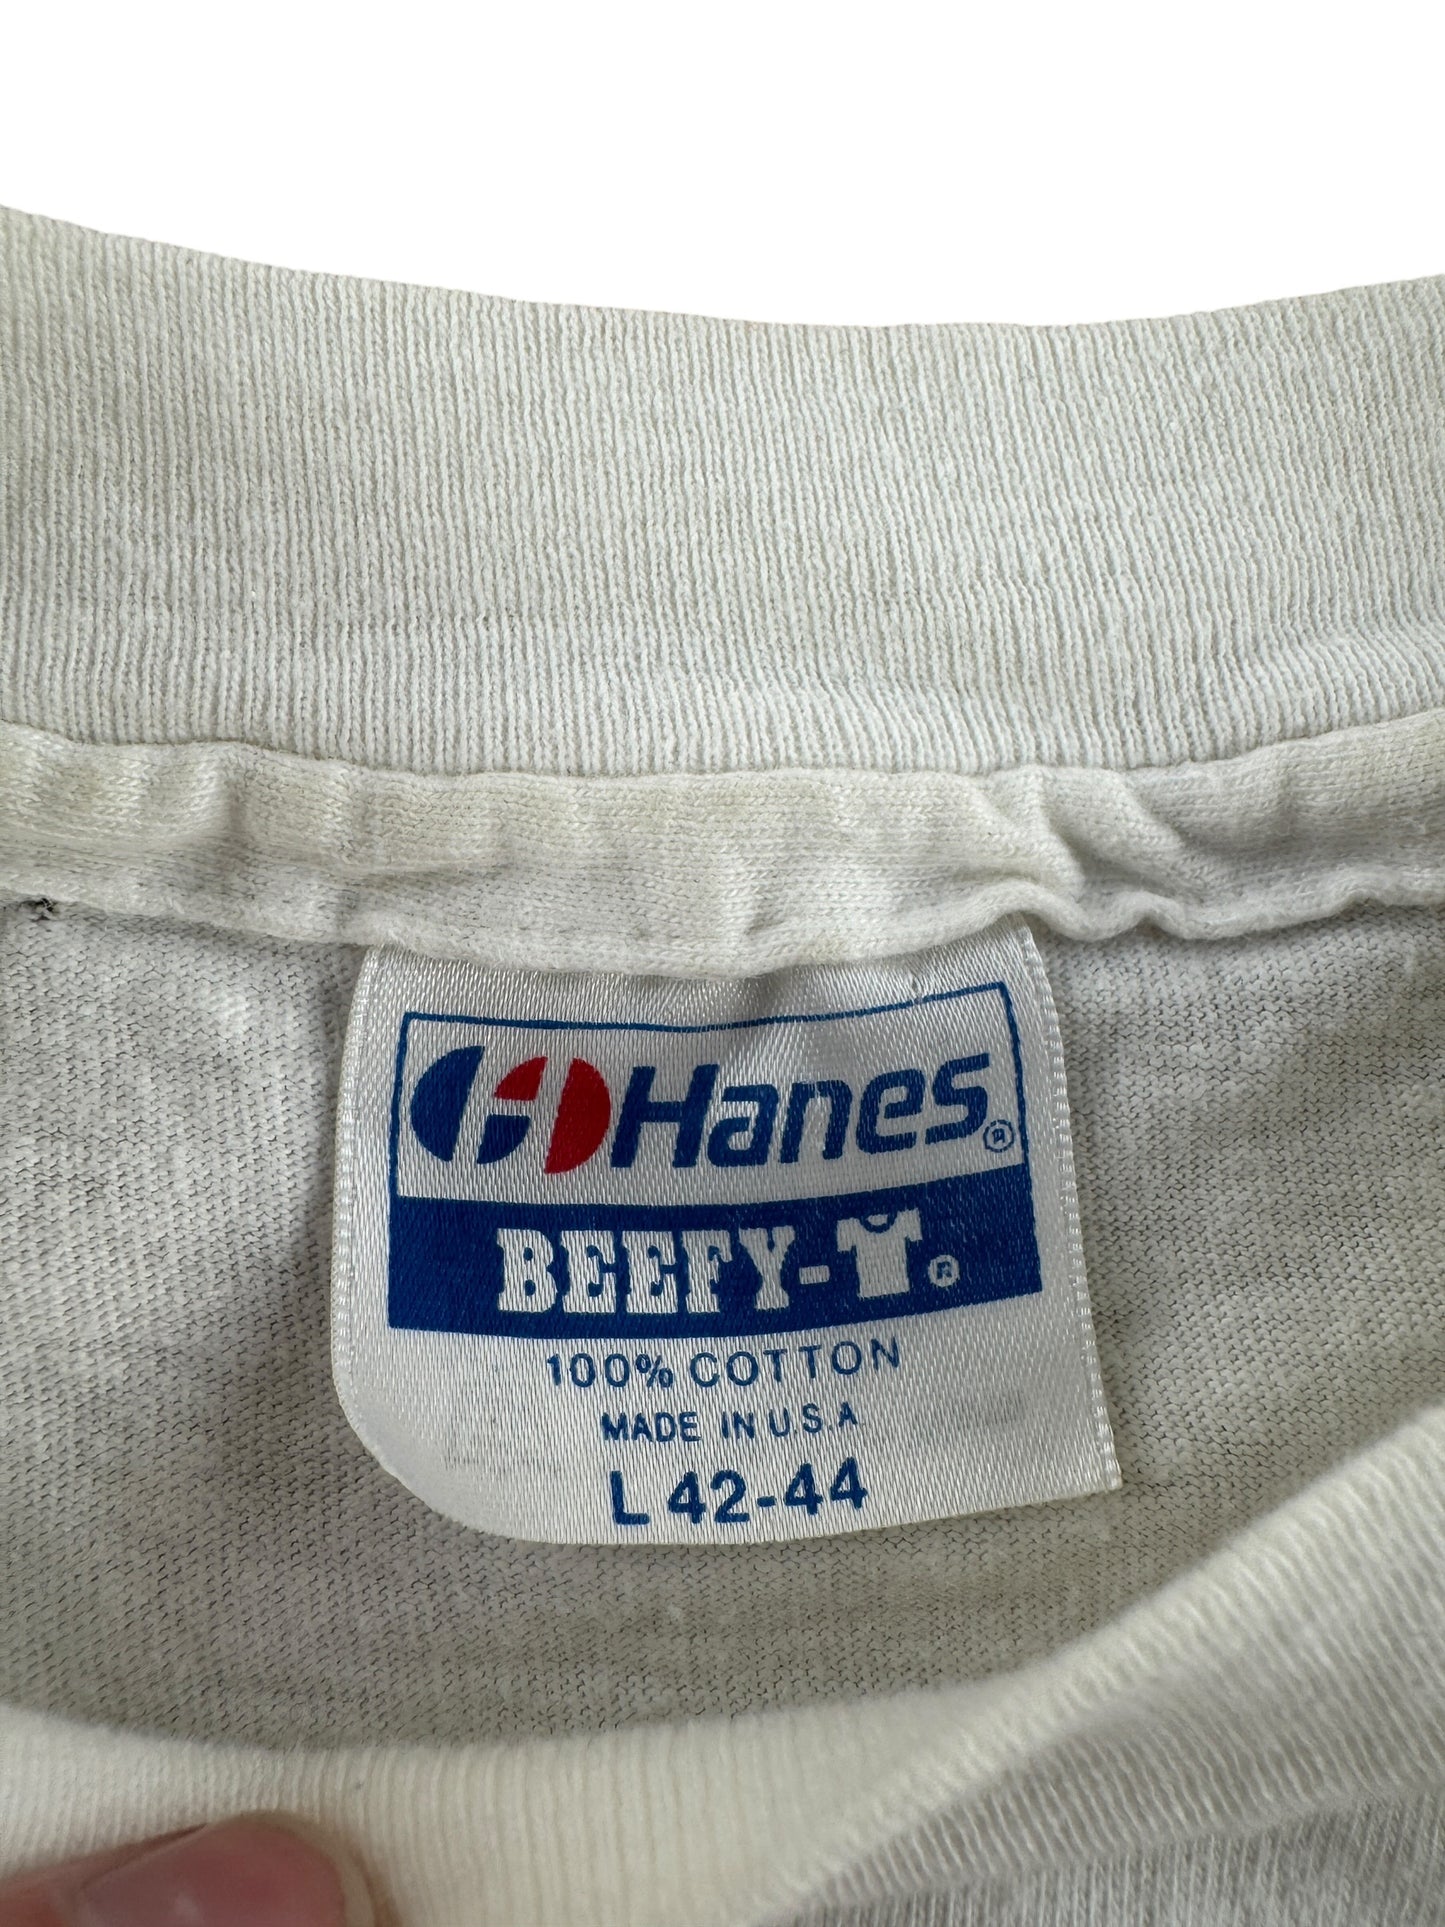 Hanes®
BEEFY-T®
100% COTTON
MADE IN U.S.A
L 42-44